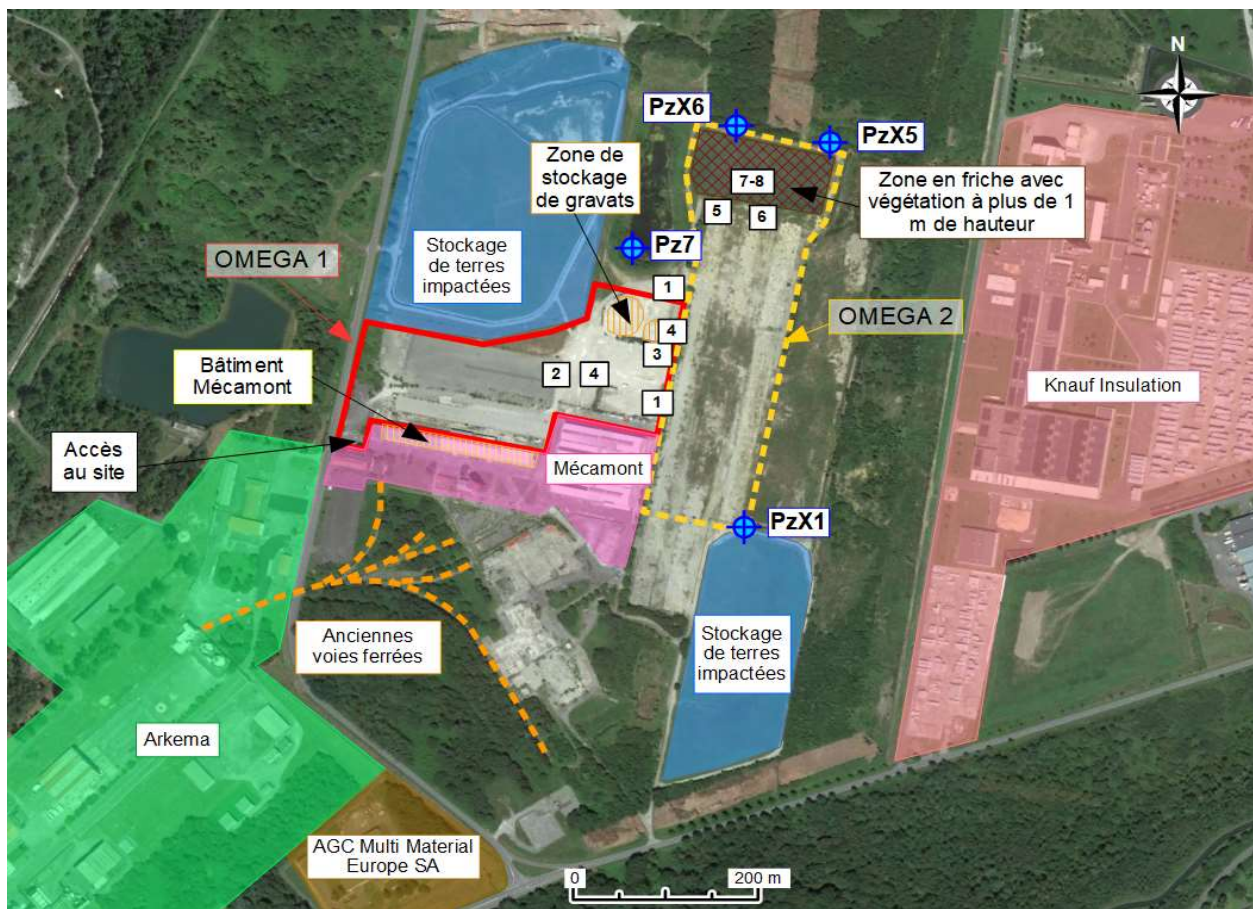 N
PzX6
PzX5
Zone de
stockage
de gravats
7-8
5
6
Zone en friche avec
végétation à plus de 1
m de hauteur
Pz7
Stockage
de terres
impactées
OMEGA 1
1
OMEGA 2
4
3
Bâtiment
Mécamont
2
4
1
Knauf Insulation
Accès
au site
Mécamont
PzX1
Anciennes
voies ferrées
Stockage
de terres
impactées
Arkema
AGC Multi Material
Europe SA
0
200 m